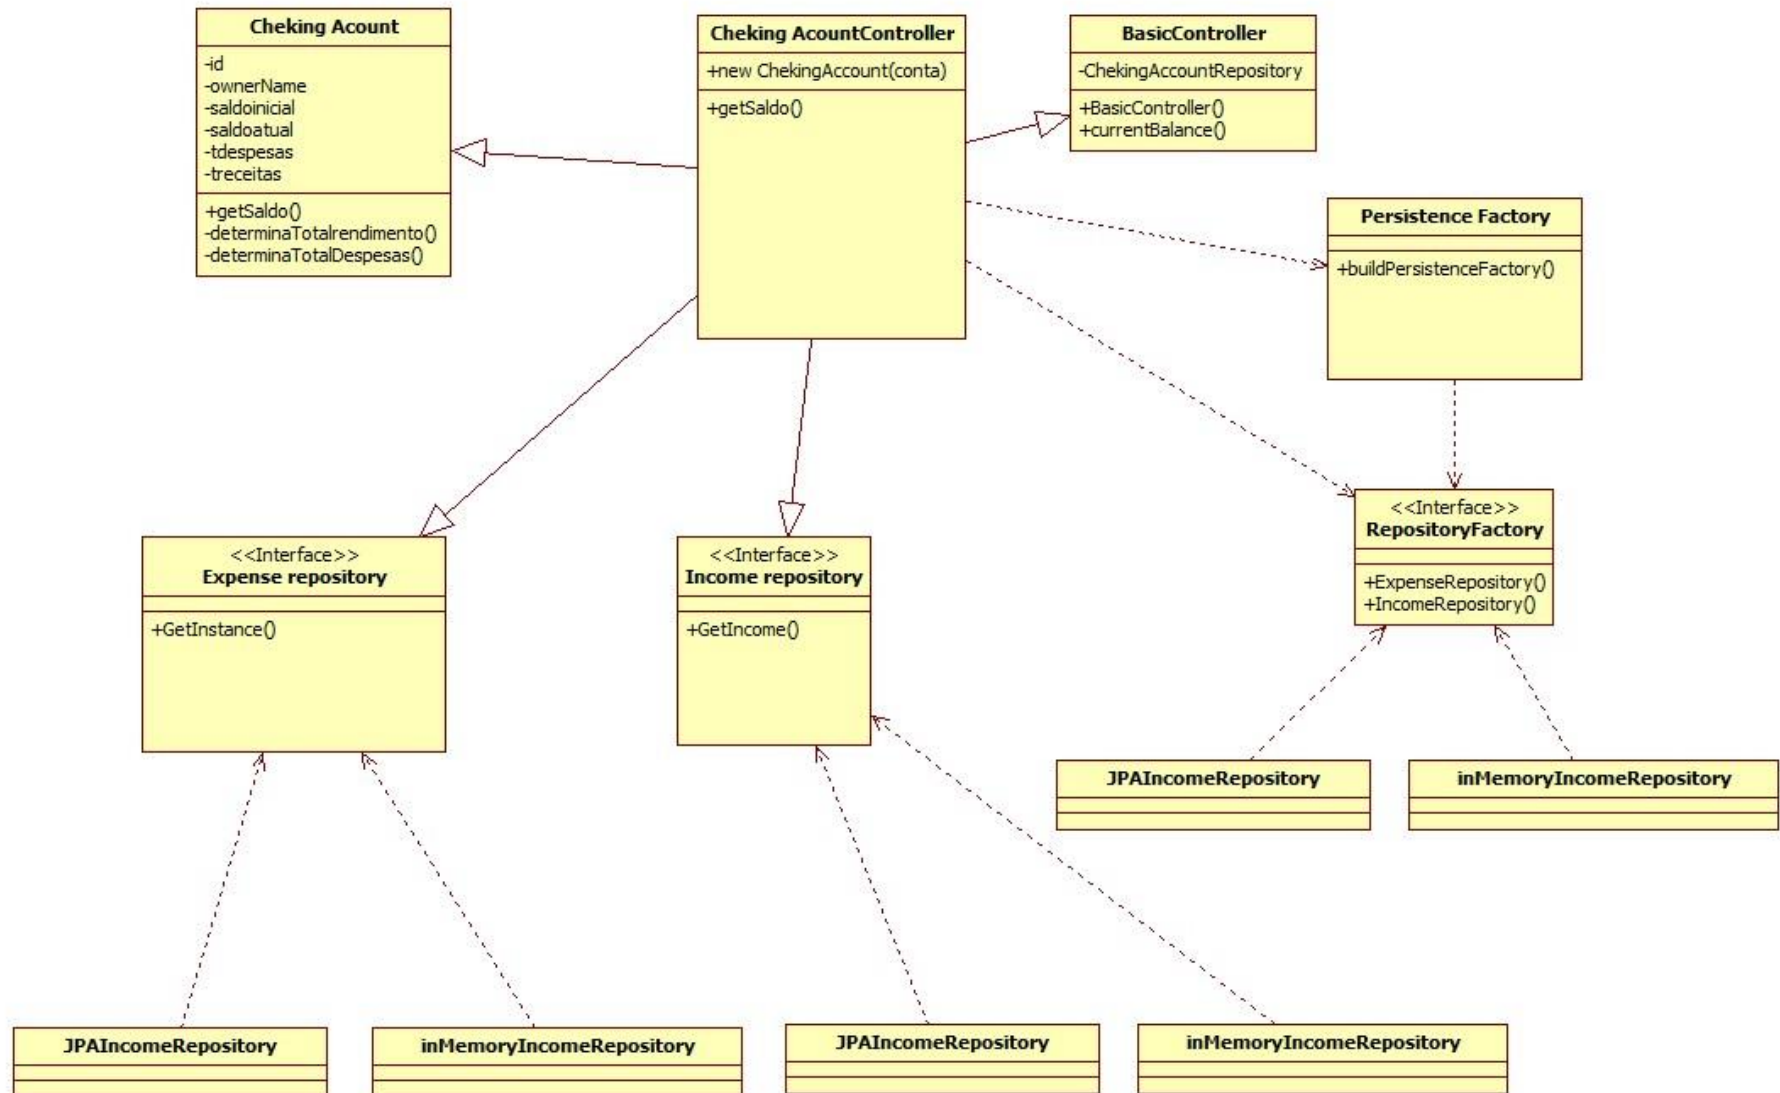 Cheking Acount
-id
-ownerName
-saldoinicial
-saldoatual
-tdespesas
-treceitas
+getSaldo()
-determinaTotalrendimento()
-determinaTotalDespesas()
Cheking AcountController
+new ChekingAccount(conta)
+getSaldo()
BasicController
-ChekingAccountRepository
+BasicController()
+currentBalance()
Persistence Factory
+buildPersistenceFactory()
<<Interface>>
Expense repository
+GetInstance()
<<Interface>>
Income repository
+GetIncome()
<<Interface>>
RepositoryFactory
+ExpenseRepository()
+IncomeRepository()
JPAIncomeRepository
inMemoryIncomeRepository
JPAIncomeRepository
inMemoryIncomeRepository
JPAIncomeRepository
inMemoryIncomeRepository